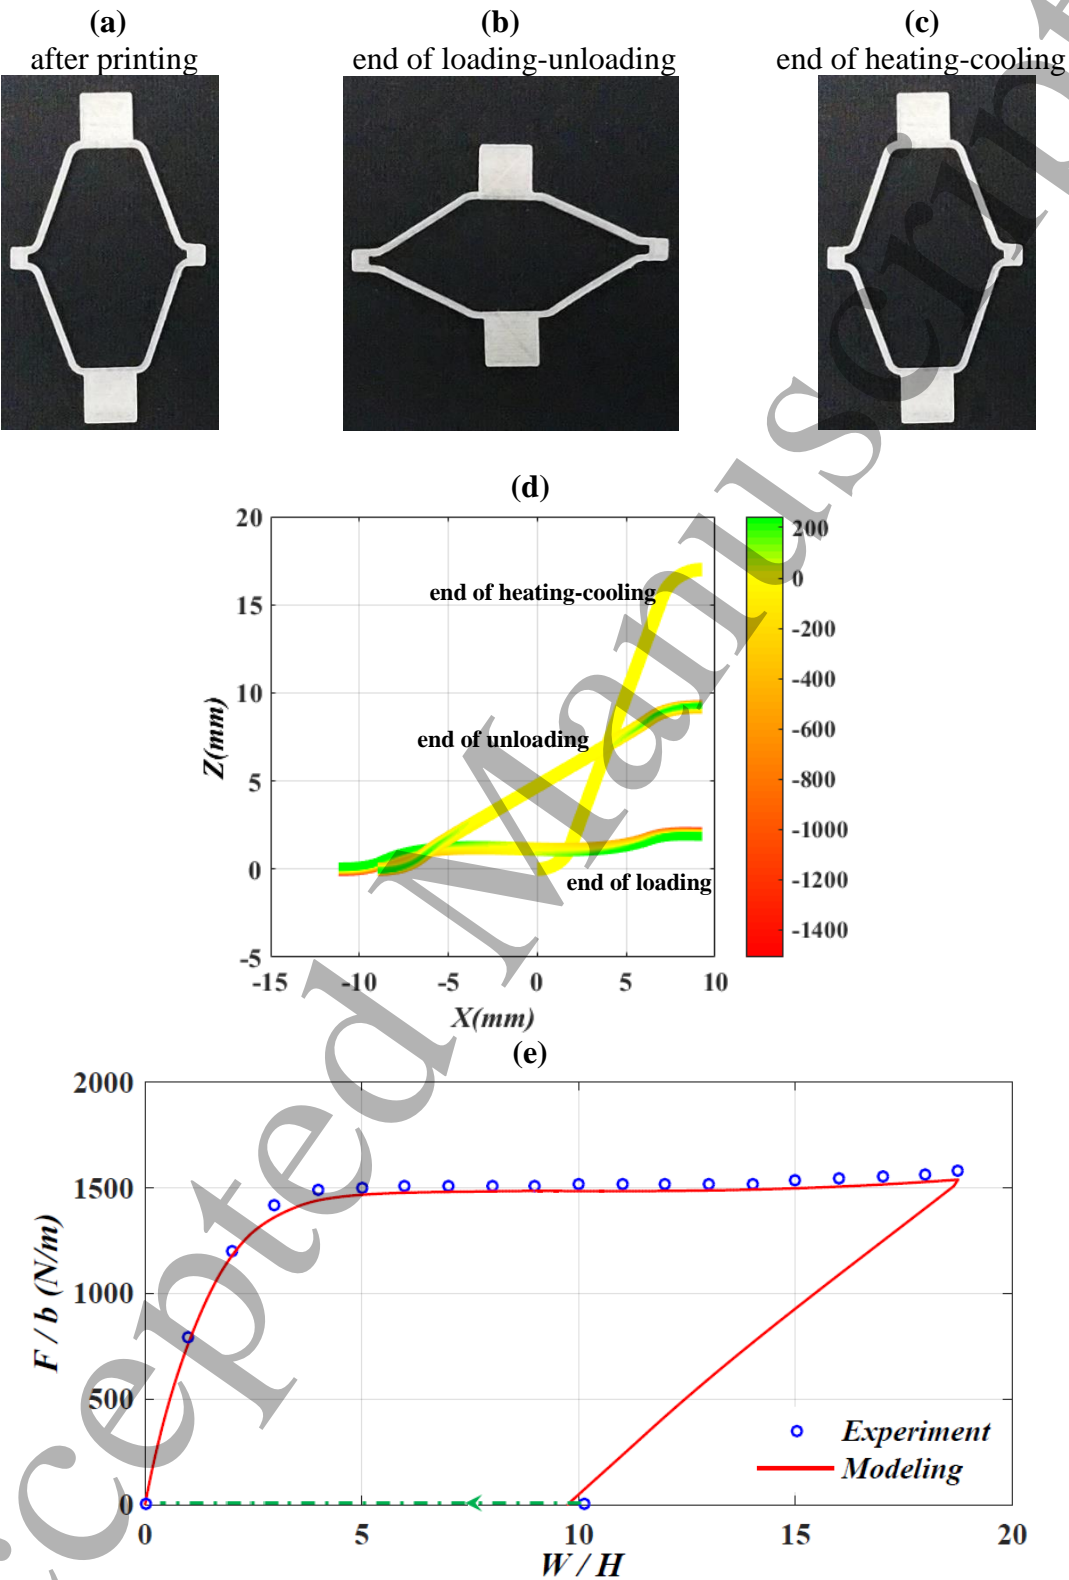 (a) (b) (c)
after printing end of loading-unloading end of heating-cooling
(d)
20
15
10
5
0
-5
Z(mm)
-15 -10 -5 0 5 10
X(mm)
end of heating-cooling
end of unloading
end of loading
200
0
-200
-400
-600
-800
-1000
-1200
-1400
(e)
2000
1500
1000
500
0
F / b (N/m)
Experiment
Modeling
0 5 10 15 20
W / H
Accepted Manuscript